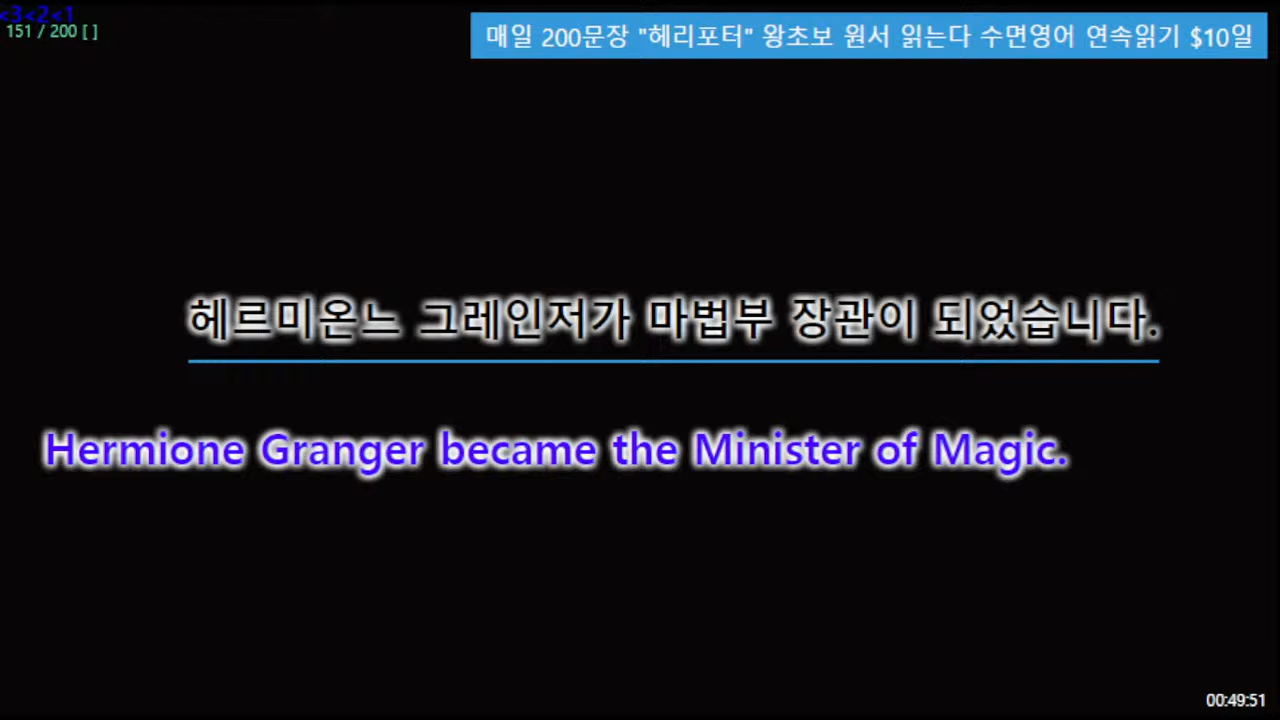 <3<2<1
151 / 200 [ ]
매일 200문장 "헤리포터" 왕초보 원서 읽는다 수면영어 연속읽기 $10일
헤르미온느 그레인저가 마법부 장관이 되었습니다.
Hermione Granger became the Minister of Magic.
00:49:51